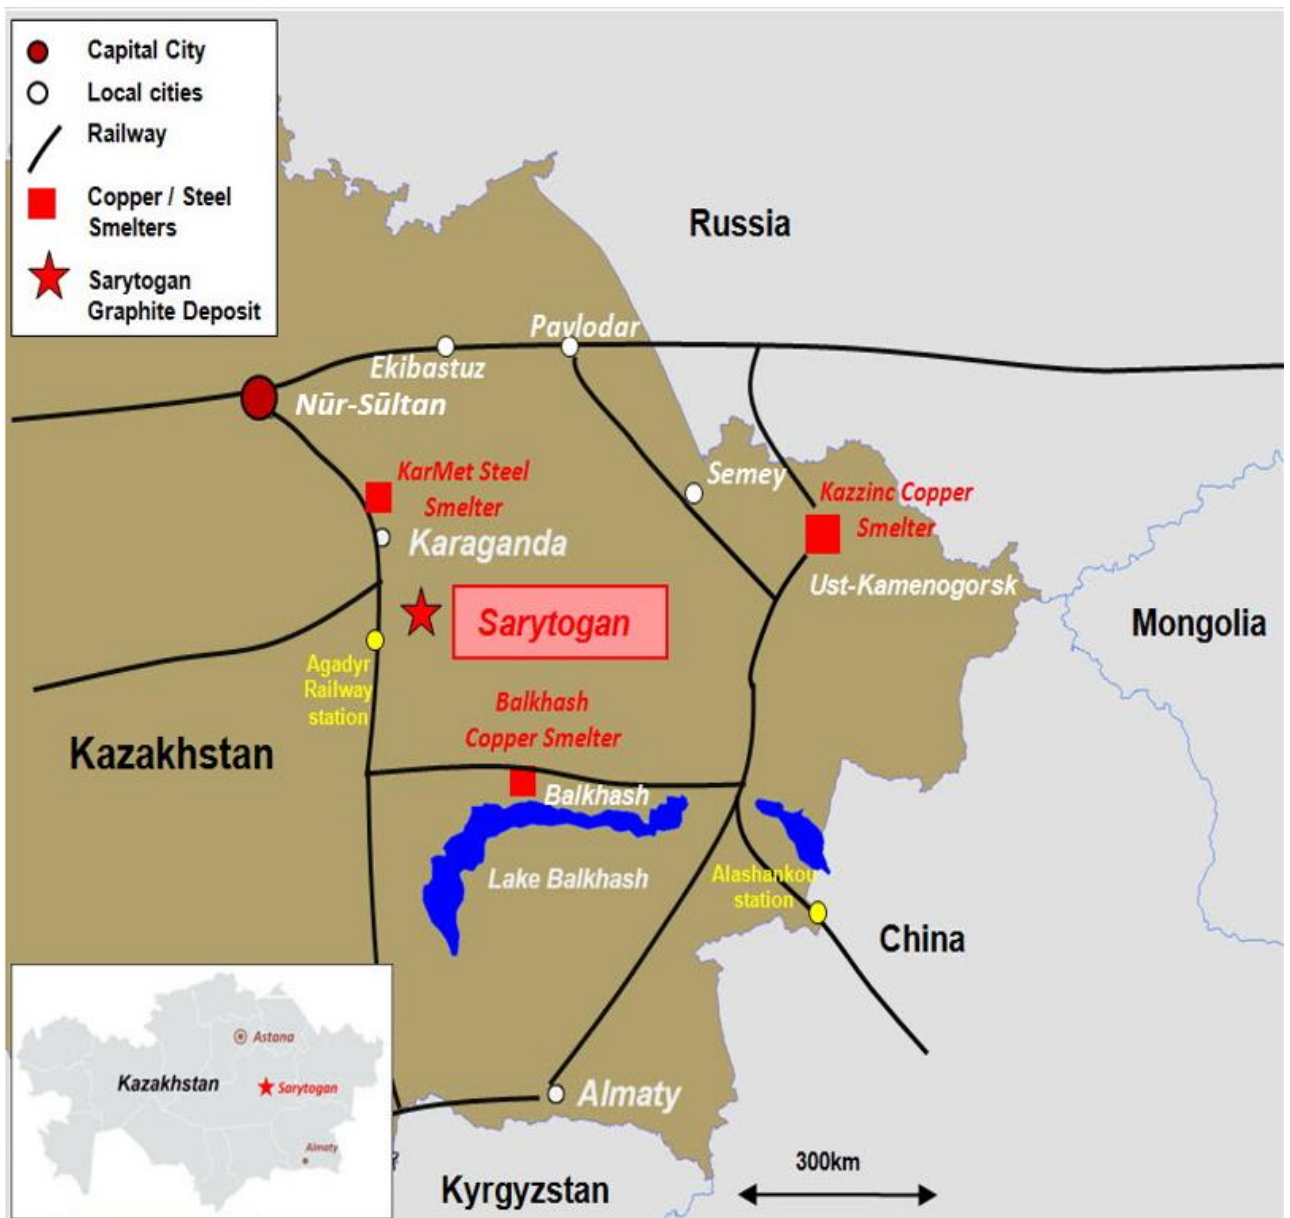 Capital City
Local cities
Railway
Copper / Steel
Smelters
Sarytogan
Graphite Deposit
Russia
Pavlodar
Ekibastuz
Nūr-Sūltan
KarMet Steel
Smelter
Semey
Kazzinc Copper
Smelter
Karaganda
Ust-Kamenogorsk
Sarytogan
Mongolia
Agadyr
Railway
station
Balkhash
Copper Smelter
Kazakhstan
Balkhash
Lake Balkhash
Alashankou
station
China
Astana
Kazakhstan
Sarytogan
Almaty
Almaty
300km
Kyrgyzstan